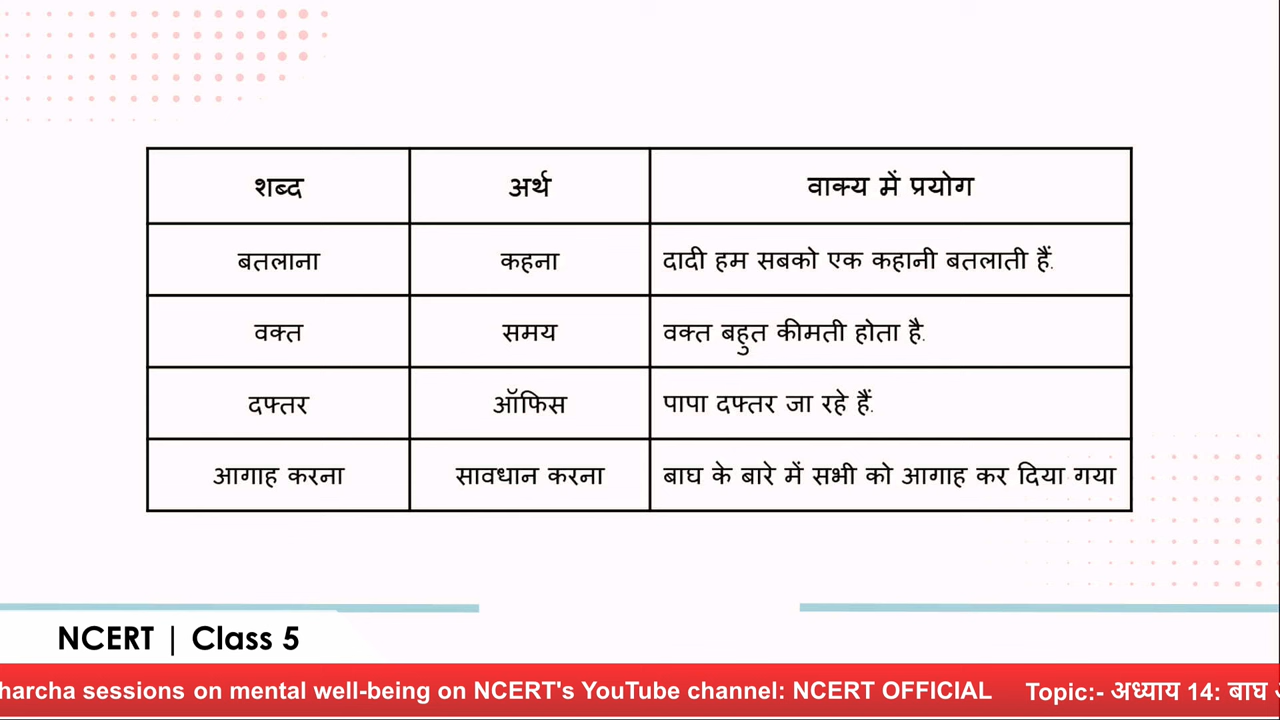 शब्द अर्थ वाक्य में प्रयोग
बतलाना कहना दादी हम सबको एक कहानी बतलाती हैं.
वक्त समय वक्त बहुत कीमती होता है.
दफ्तर ऑफिस पापा दफ्तर जा रहे हैं.
आगाह करना सावधान करना बाघ के बारे में सभी को आगाह कर दिया गया
NCERT | Class 5
harcha sessions on mental well-being on NCERT's YouTube channel: NCERT OFFICIAL Topic:- अध्याय 14: बाघ